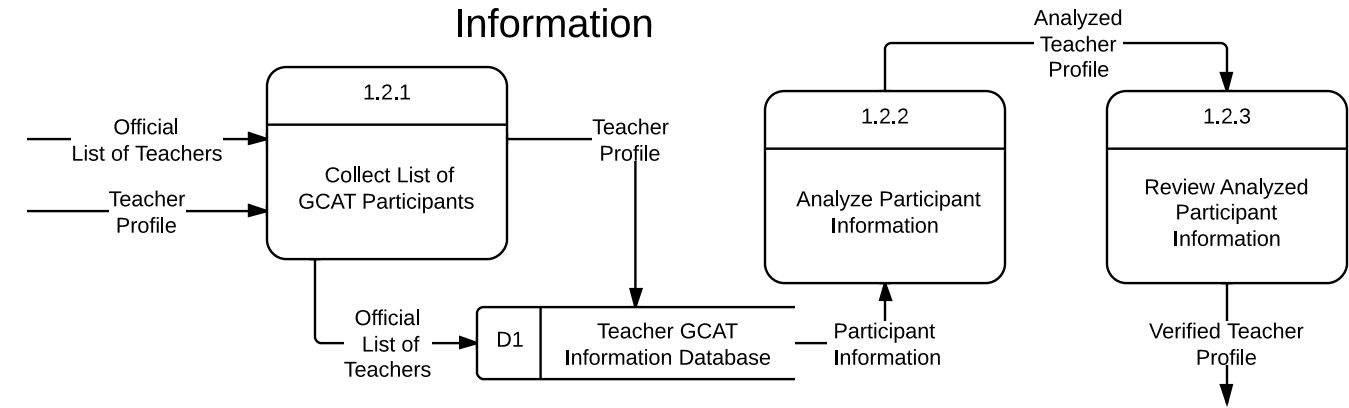 Information
1.2.1
Collect List of
GCAT Participants
Official
List of Teachers
Teacher
Profile
Teacher
Profile
Official
List of
Teachers
D1
Teacher GCAT
Information Database
Participant
Information
1.2.2
Analyze Participant
Information
Analyzed
Teacher
Profile
1.2.3
Review Analyzed
Participant
Information
Verified Teacher
Profile